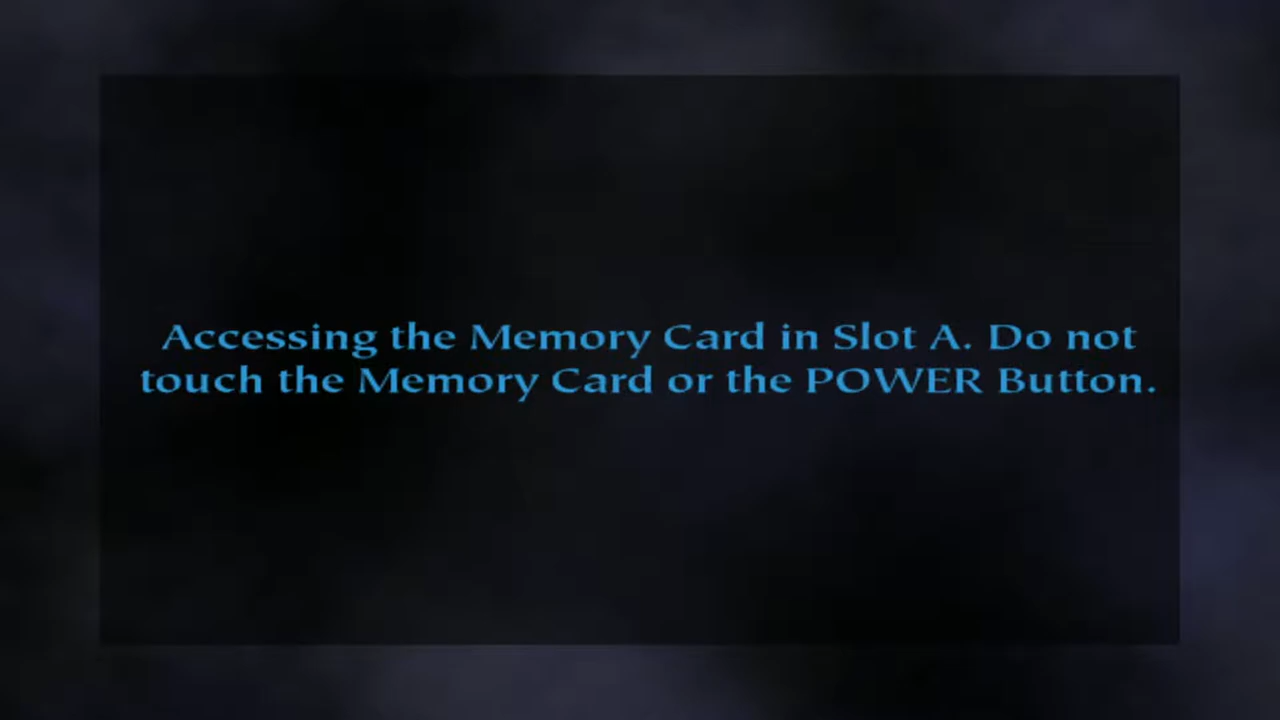 Accessing the Memory Card in Slot A. Do not
touch the Memory Card or the POWER Button.